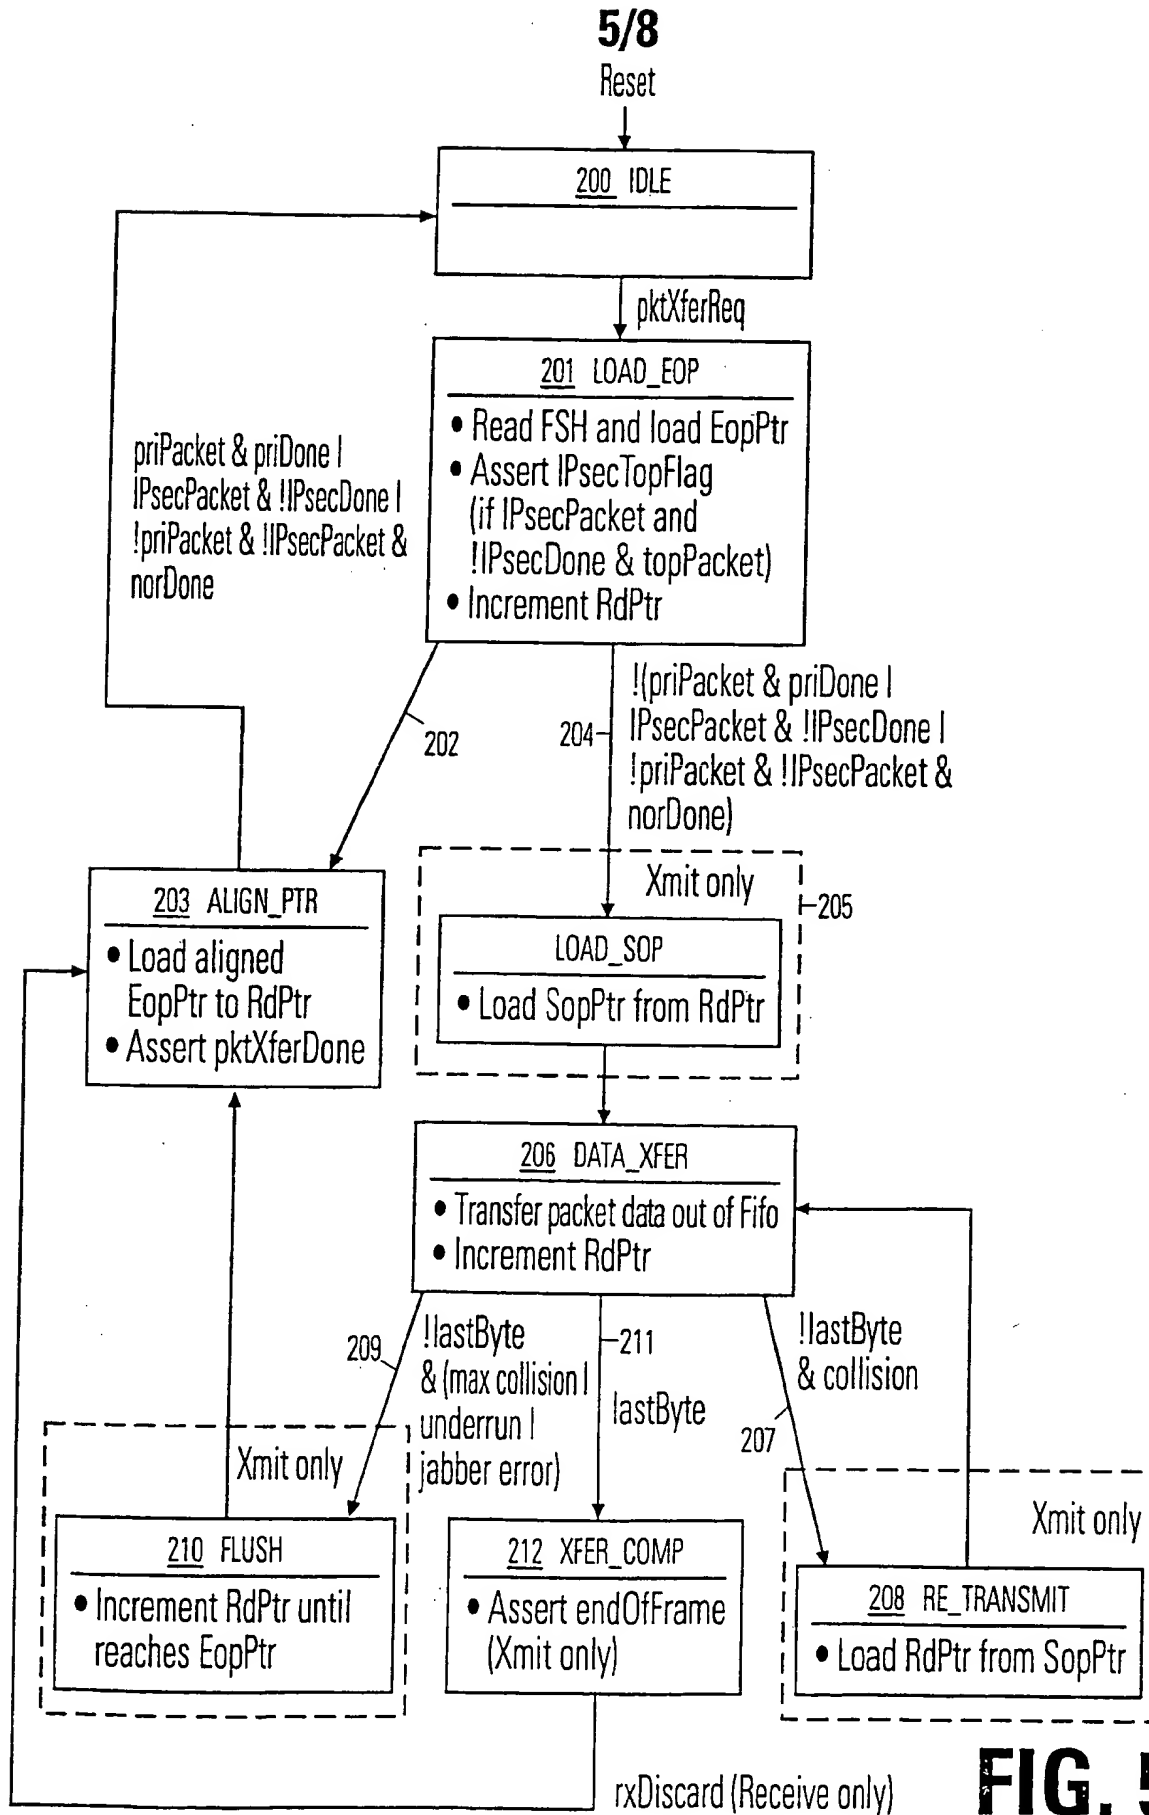 5/8
Reset
200 IDLE
pktXferReq
201 LOAD_EOP
• Read FSH and load EopPtr
• Assert IPsecTopFlag
(if IPsecPacket and
!IPsecDone & topPacket)
• Increment RdPtr
priPacket & priDone |
IPsecPacket & !IPsecDone |
!priPacket & !IPsecPacket &
norDone
202
204
!(priPacket & priDone |
IPsecPacket & !IPsecDone |
!priPacket & !IPsecPacket &
norDone)
203 ALIGN_PTR
• Load aligned
EopPtr to RdPtr
• Assert pktXferDone
Xmit only
205
LOAD_SOP
• Load SopPtr from RdPtr
206 DATA_XFER
• Transfer packet data out of Fifo
• Increment RdPtr
209
!lastByte
& (max collision |
underrun |
jabber error)
211
lastByte
!lastByte
& collision
207
Xmit only
210 FLUSH
• Increment RdPtr until
reaches EopPtr
212 XFER_COMP
• Assert endOfFrame
(Xmit only)
Xmit only
208 RE_TRANSMIT
• Load RdPtr from SopPtr
rxDiscard (Receive only)
FIG. 5